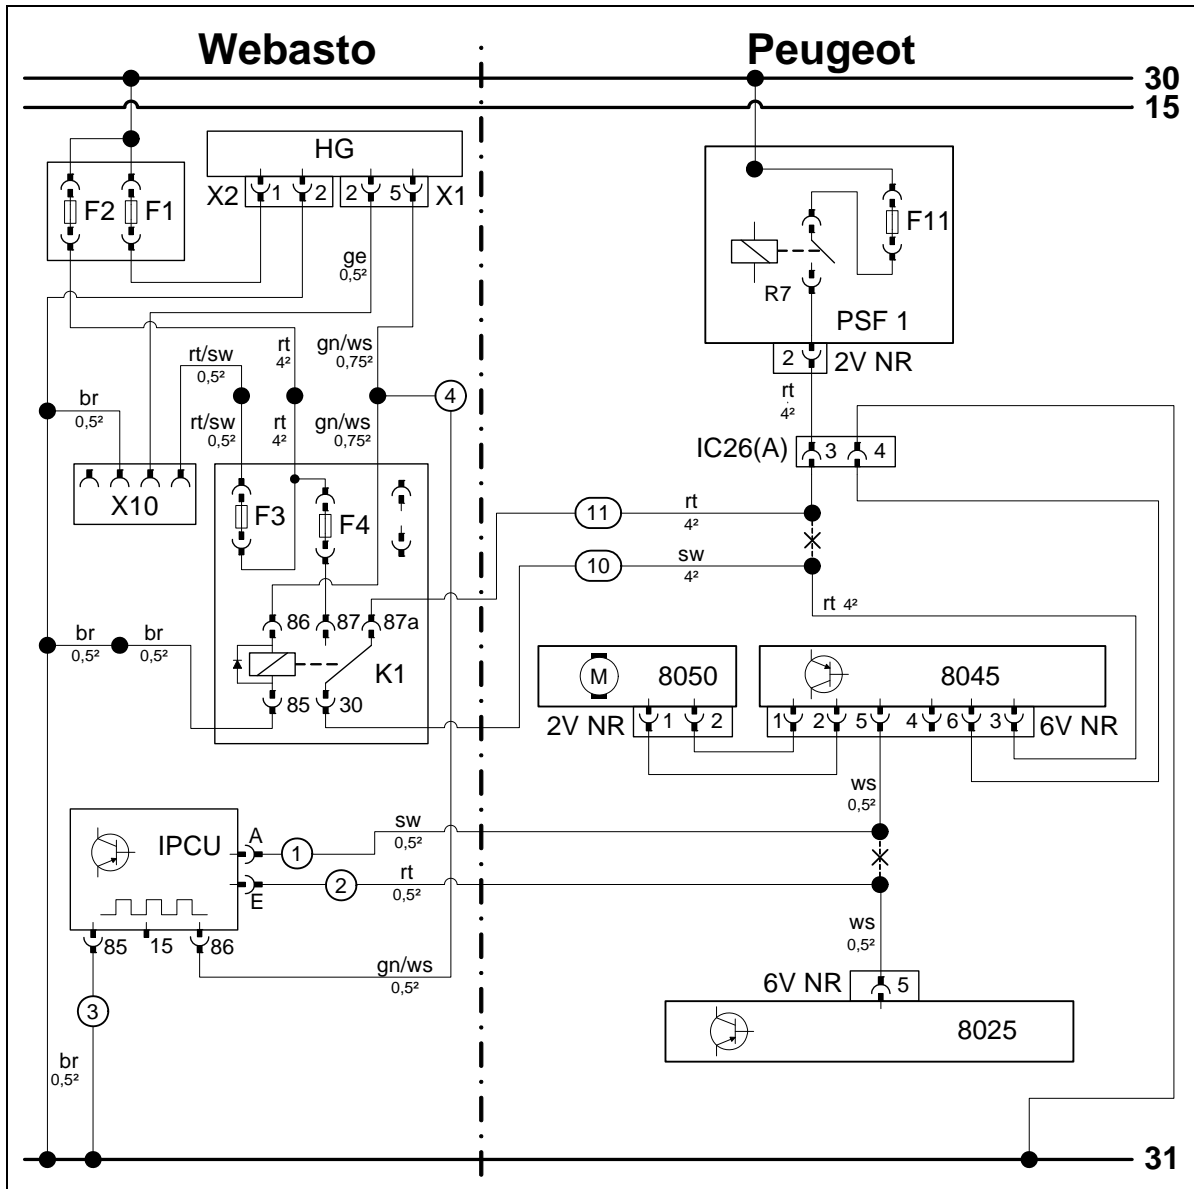 Webasto Peugeot
30
15
HG
X2 1 2 2 5 X1
F2 F1
F11
ge
0,5²
R7
PSF 1
2 2V NR
rt/sw
0,5²
rt
4²
gn/ws
0,75²
rt
4²
br
0,5²
4
rt/sw
0,5²
rt
4²
gn/ws
0,75²
IC26(A) 3 4
X10
F3 F4
11 rt
4²
10 sw
4²
rt 4²
86 87 87a
br
0,5²
br
0,5²
K1
85 30
M 8050
8045
2V NR 1 2
1 2 5 4 6 3 6V NR
ws
0,5²
IPCU A
1 sw
0,5²
E
2 rt
0,5²
85 15 86
ws
0,5²
gn/ws
0,5²
6V NR 5
3
8025
br
0,5²
31